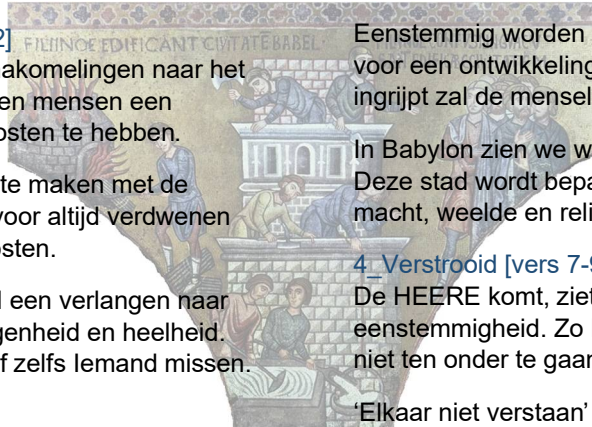 2]
FILII NOE EDIFICANT CIVITATE BABEL·
akomelingen naar het
en mensen een
osten te hebben.
te maken met de
voor altijd verdwenen
osten.
een verlangen naar
genheid en heelheid.
f zelfs Iemand missen.
Eenstemmig worden
voor een ontwikkeling
ingrijpt zal de mensel
In Babylon zien we w
Deze stad wordt bepa
macht, weelde en reli
4_Verstrooid [vers 7-9
De HEERE komt, ziet
eenstemmigheid. Zo
niet ten onder te gaan
‘Elkaar niet verstaan’